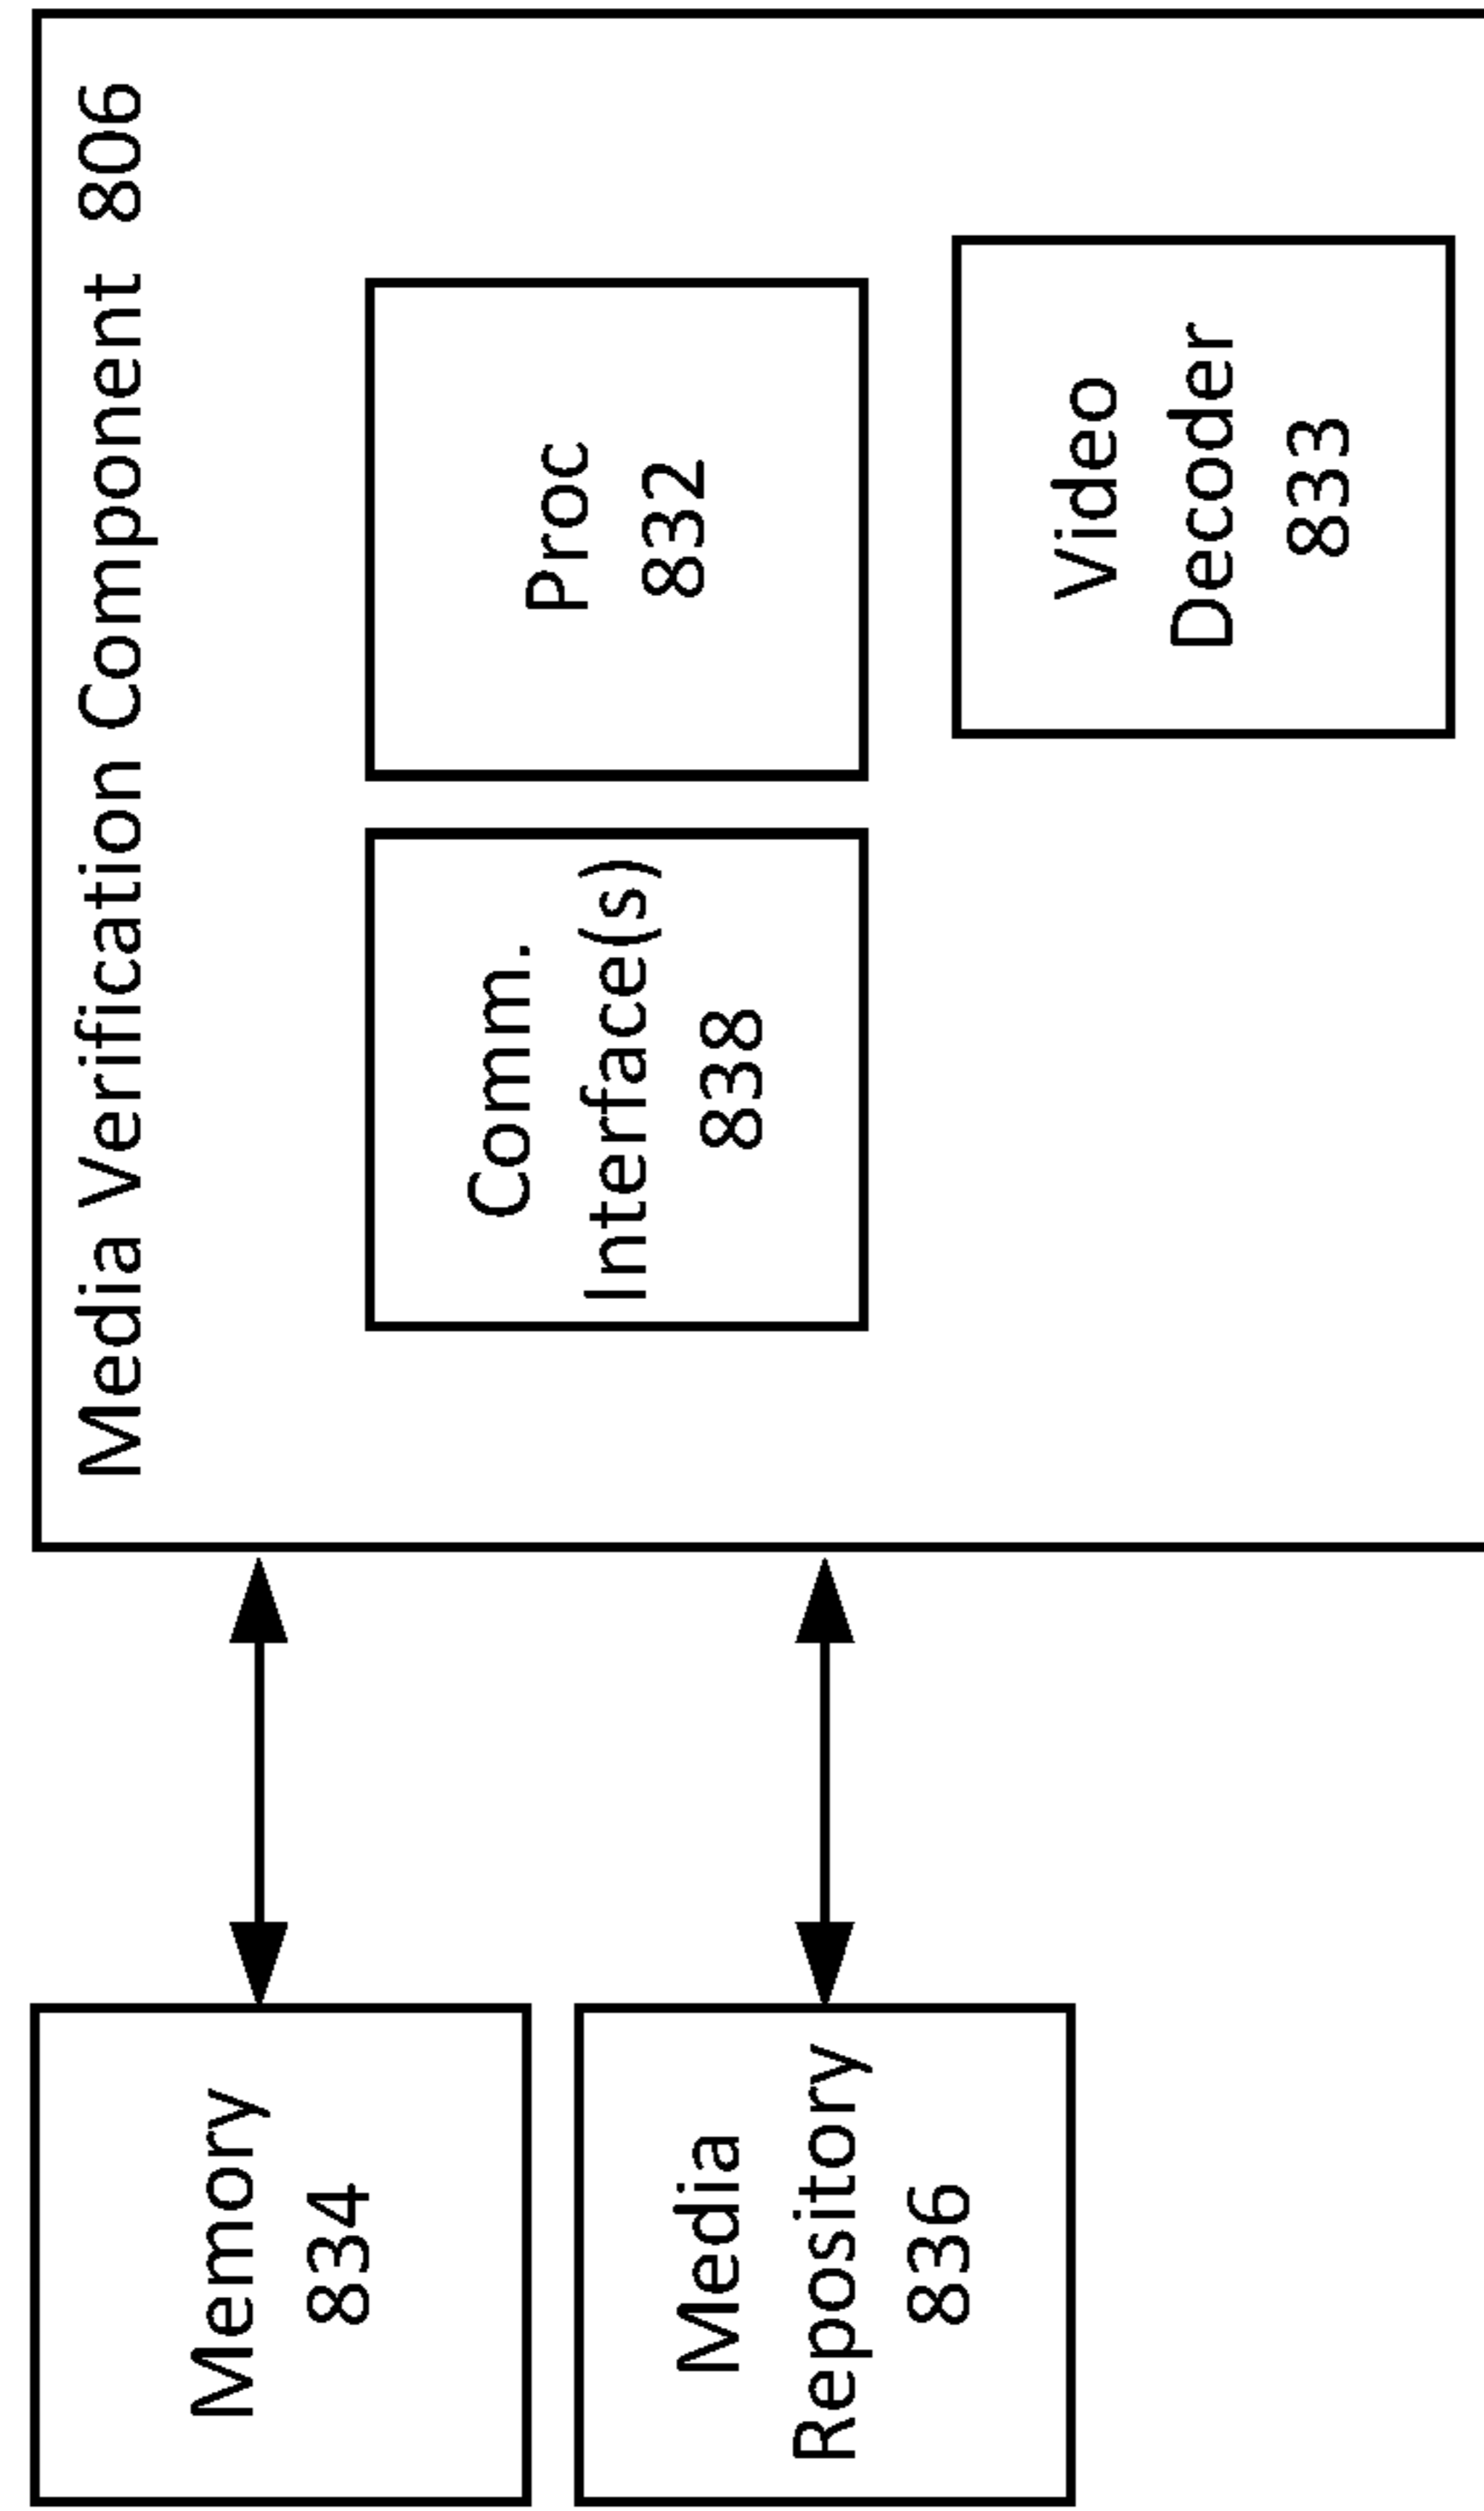 Media Verification Component 806
Comm.
Interface(s)
838
Proc
832
Video
Decoder
833
Memory
834
Media
Repository
836